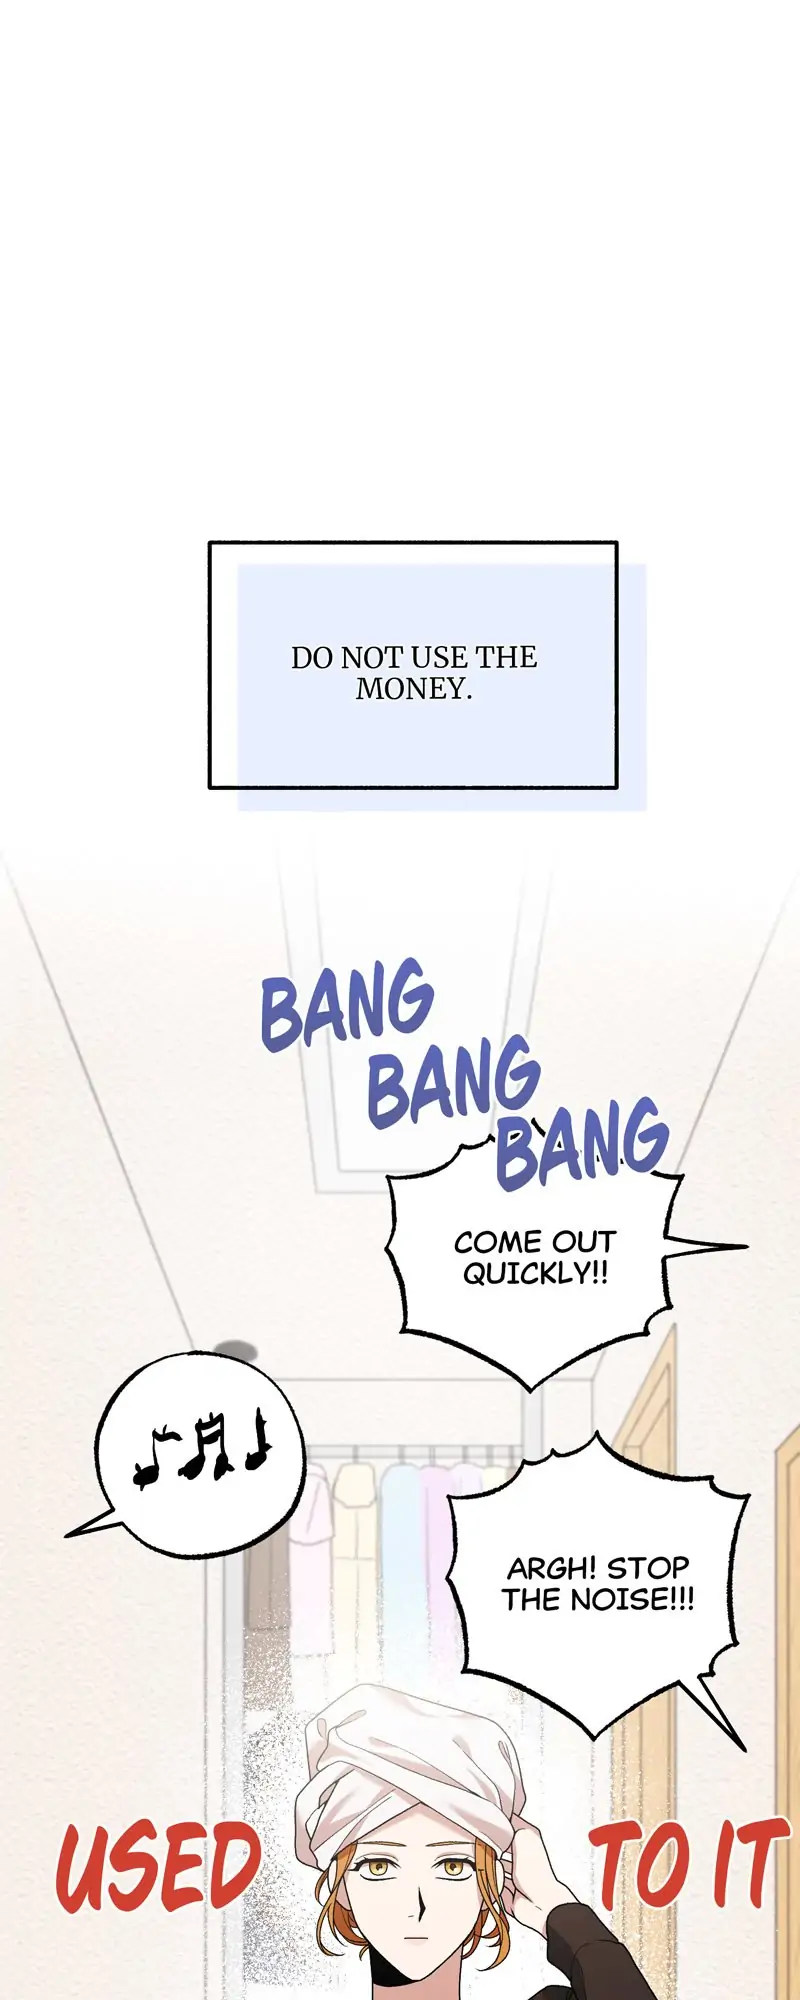 DO NOT USE THE
MONEY.
BANG
BANG
BANG
COME OUT
QUICKLY!!
ARGH! STOP
THE NOISE!!!
USED TO IT